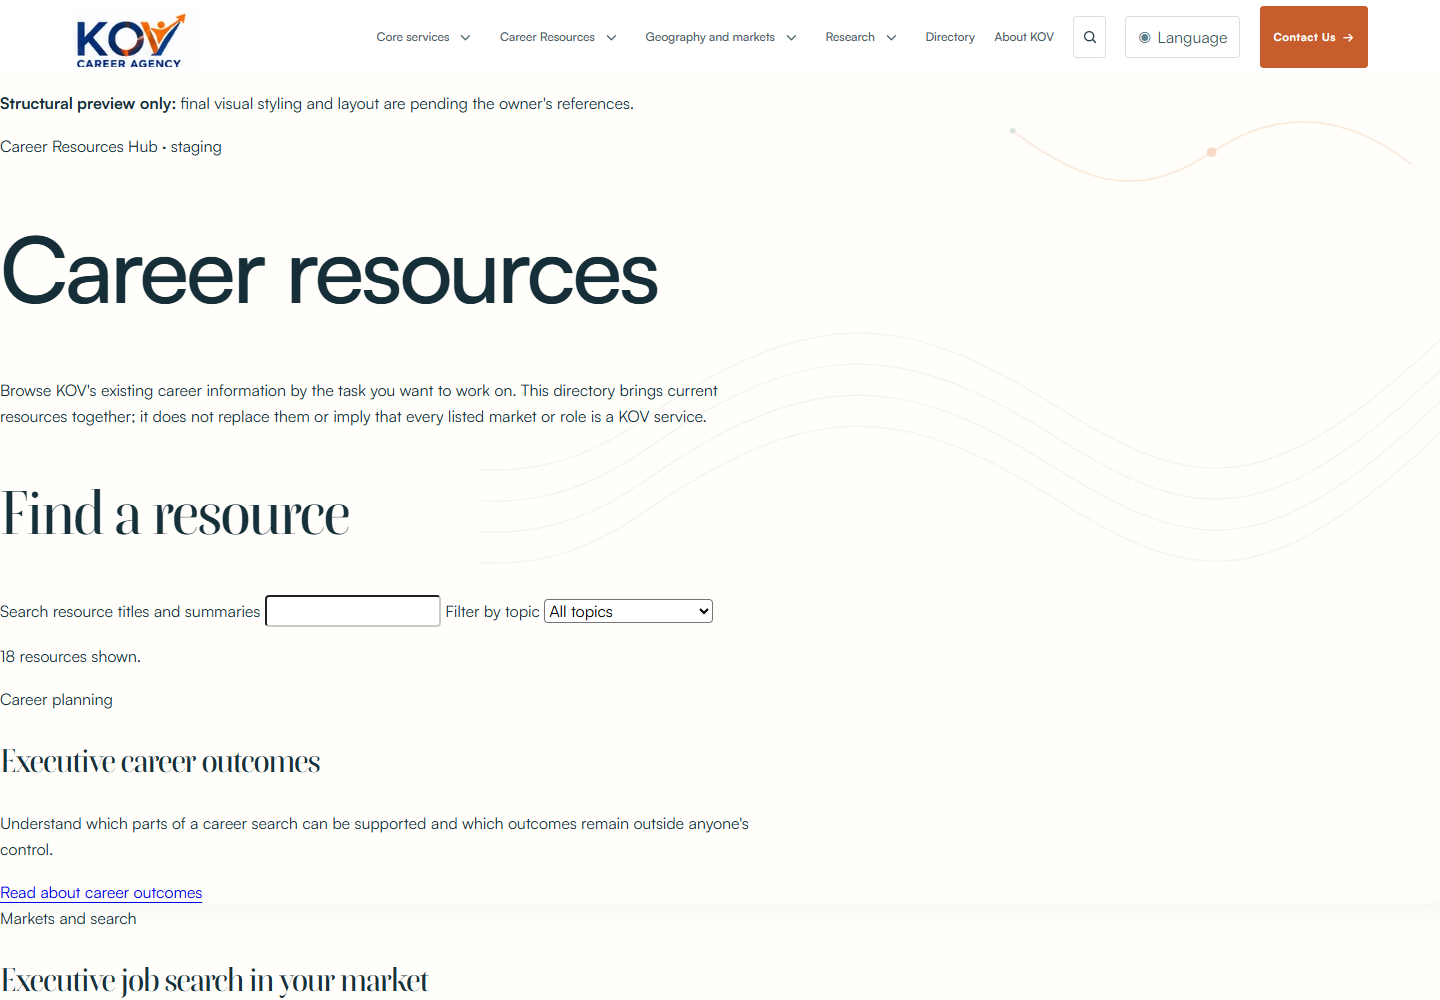 KOV
CAREER AGENCY
Core services
Career Resources
Geography and markets
Research
Directory
About KOV
Language
Contact Us →
Structural preview only: final visual styling and layout are pending the owner's references.
Career Resources Hub · staging
Career resources
Browse KOV's existing career information by the task you want to work on. This directory brings current
resources together; it does not replace them or imply that every listed market or role is a KOV service.
Find a resource
Search resource titles and summaries
Filter by topic
All topics
18 resources shown.
Career planning
Executive career outcomes
Understand which parts of a career search can be supported and which outcomes remain outside anyone's
control.
Read about career outcomes
Markets and search
Executive job search in your market